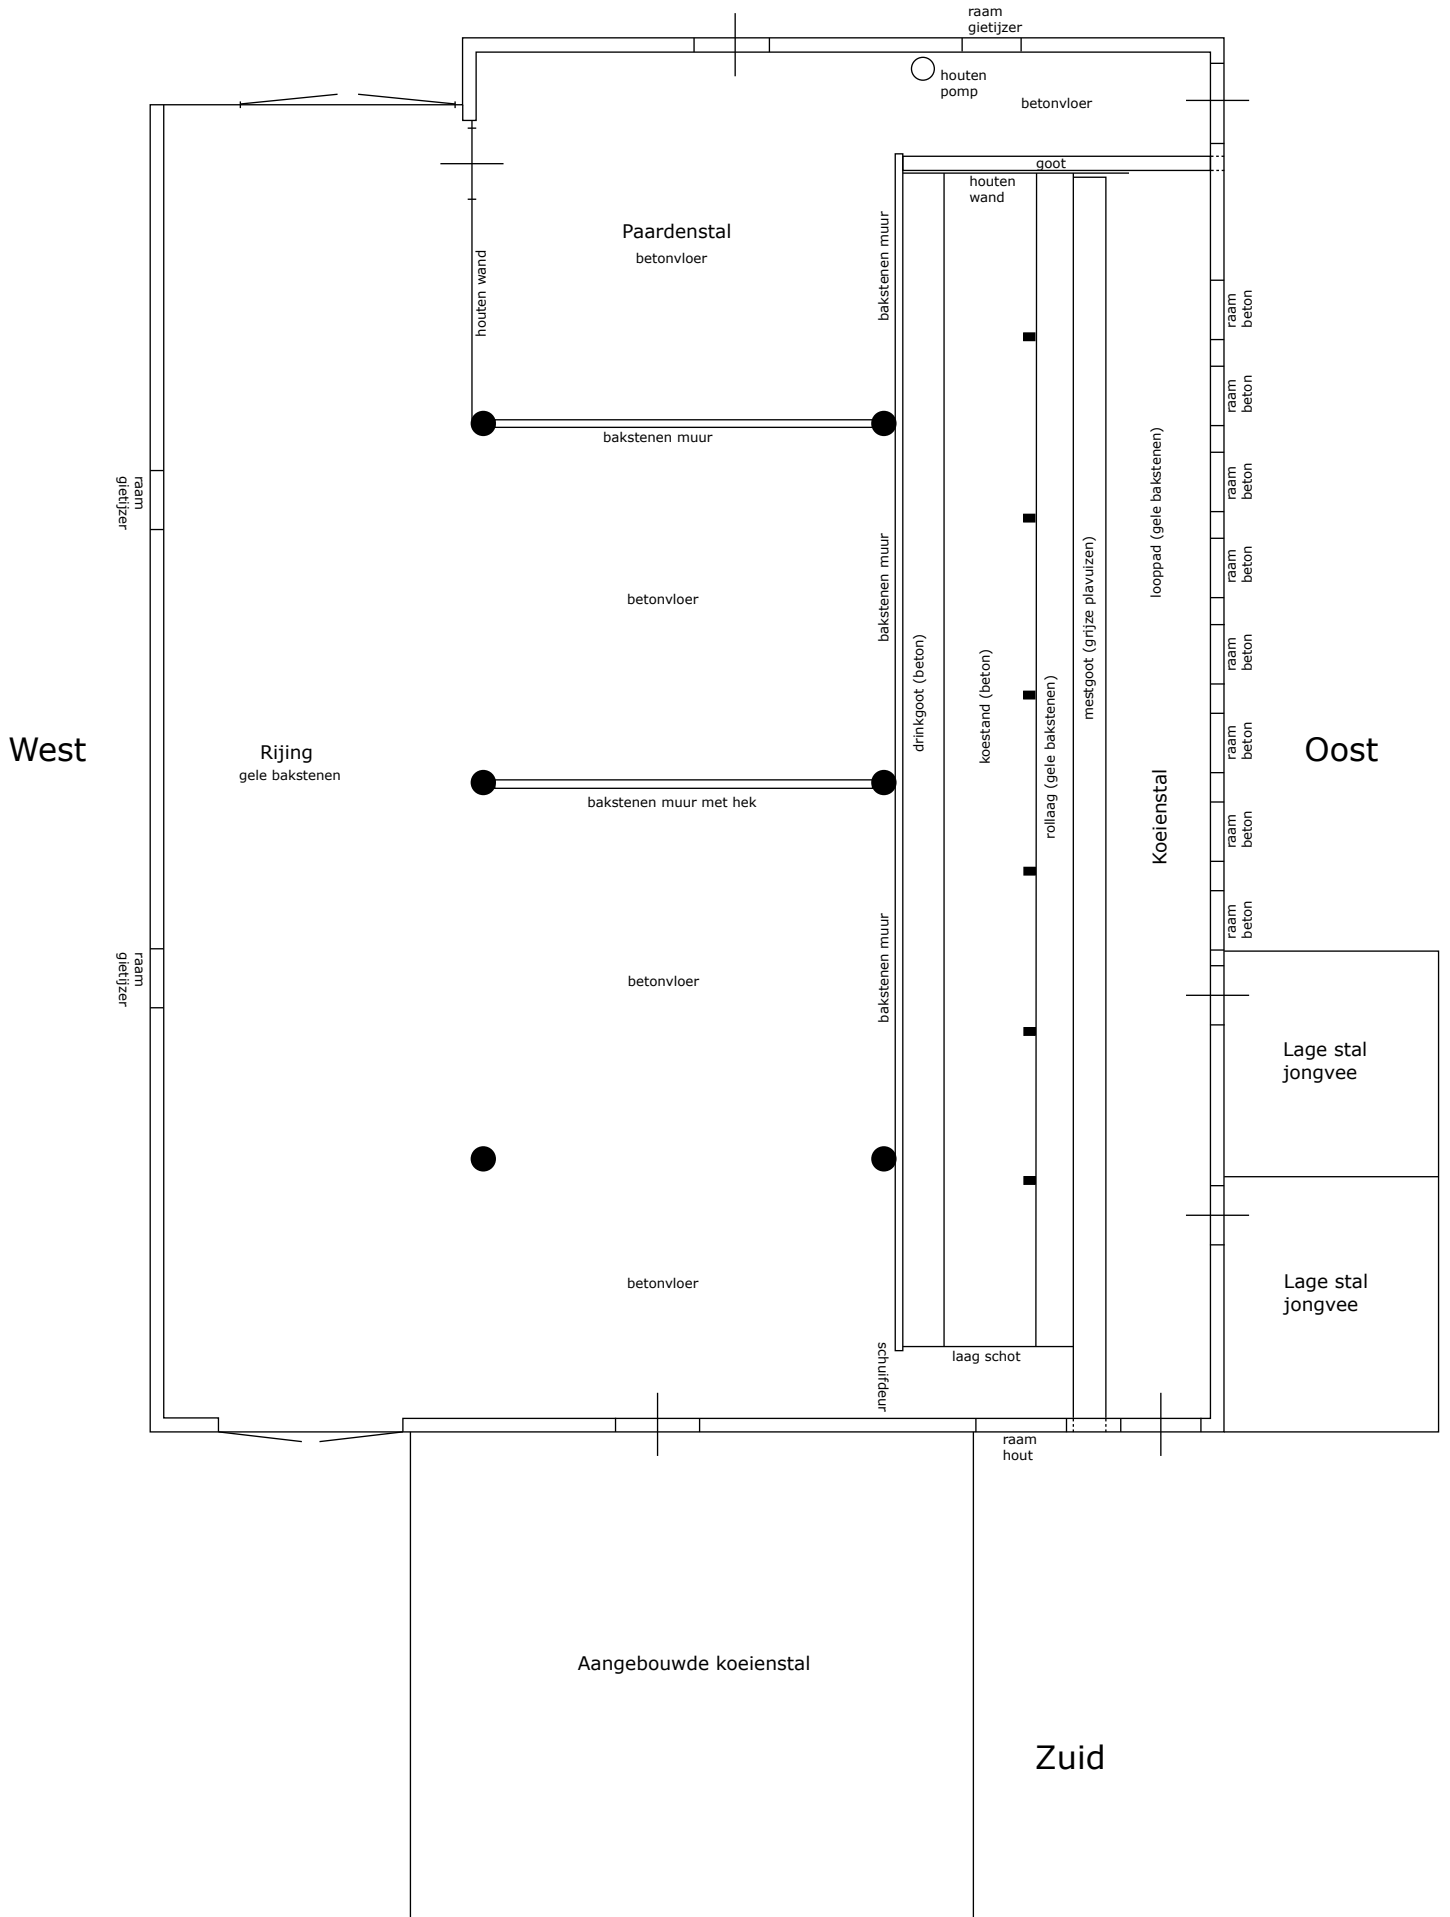 raam
gietijzer
houten
pomp
betonvloer
goot
houten
wand
Paardenstal
betonvloer
houten wand
bakstenen muur
bakstenen muur
raam
gietijzer
betonvloer
bakstenen muur
drinkgoot (beton)
koestand (beton)
rollaag (gele bakstenen)
mestgoot (grijze plavuizen)
looppad (gele bakstenen)
Koeienstal
raam
beton
raam
beton
raam
beton
raam
beton
raam
beton
raam
beton
raam
beton
raam
beton
West
Rijing
gele bakstenen
Oost
bakstenen muur met hek
raam
gietijzer
betonvloer
bakstenen muur
Lage stal
jongvee
betonvloer
Lage stal
jongvee
schuifdeur
laag schot
raam
hout
Aangebouwde koeienstal
Zuid